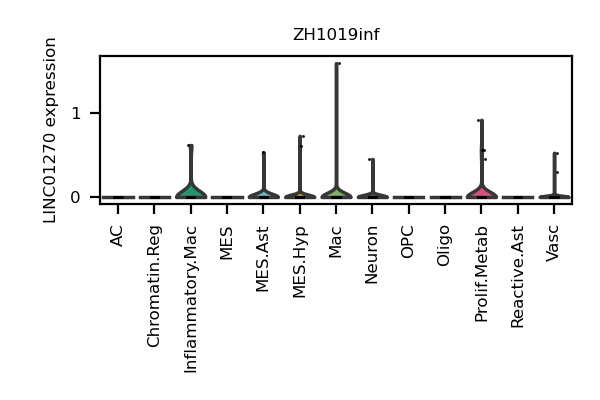 ZH1019inf
LINC01270 expression
1
0
AC
Chromatin.Reg
Inflammatory.Mac
MES
MES.Ast
MES.Hyp
Mac
Neuron
OPC
Oligo
Prolif.Metab
Reactive.Ast
Vasc